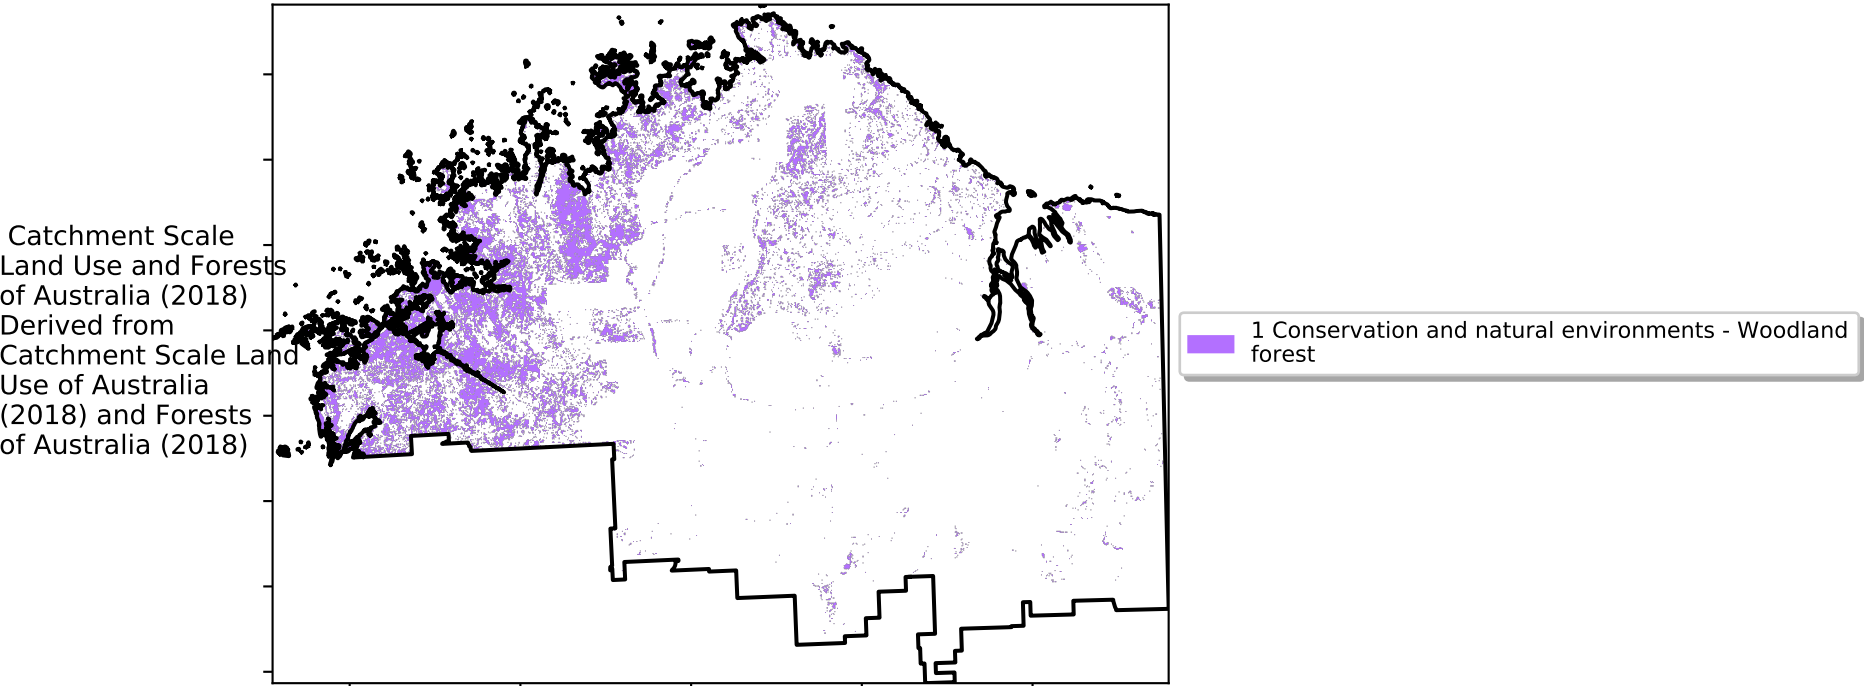 Catchment Scale
Land Use and Forests
of Australia (2018)
Derived from
Catchment Scale Land
Use of Australia
(2018) and Forests
of Australia (2018)
1 Conservation and natural environments - Woodland
forest